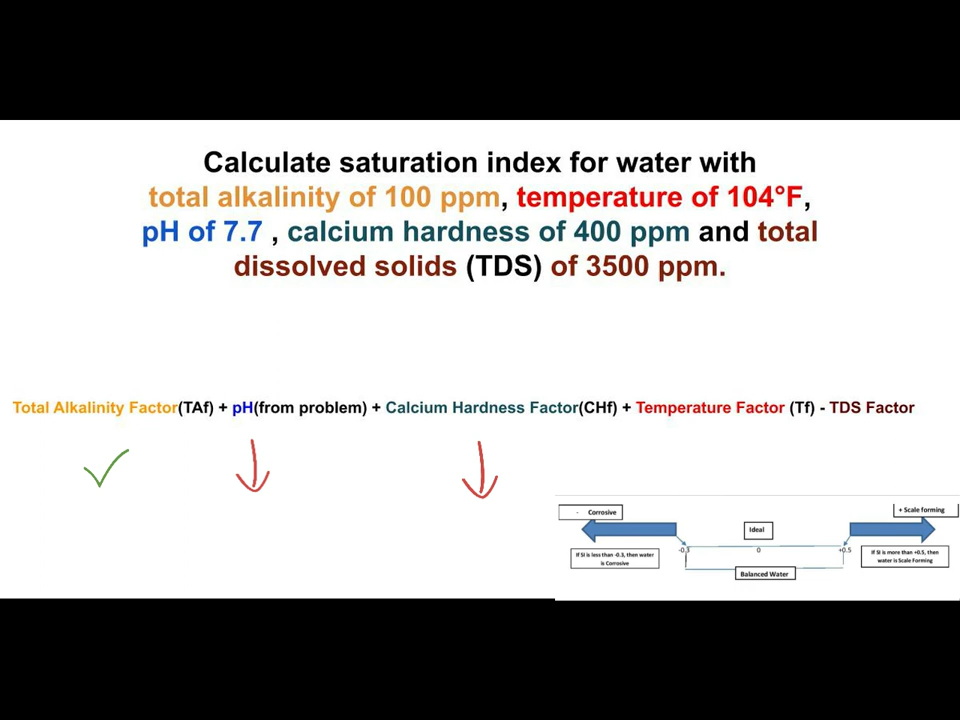 Calculate saturation index for water with
total alkalinity of 100 ppm, temperature of 104°F,
pH of 7.7 , calcium hardness of 400 ppm and total
dissolved solids (TDS) of 3500 ppm.
Total Alkalinity Factor(TAf) + pH(from problem) + Calcium Hardness Factor(CHf) + Temperature Factor (Tf) - TDS Factor
- Corrosive
+ Scale forming
Ideal
If SI is less than -0.3, then water
is Corrosive
-0.3
0
+0.5
If SI is more than +0.5, then
water is Scale Forming
Balanced Water